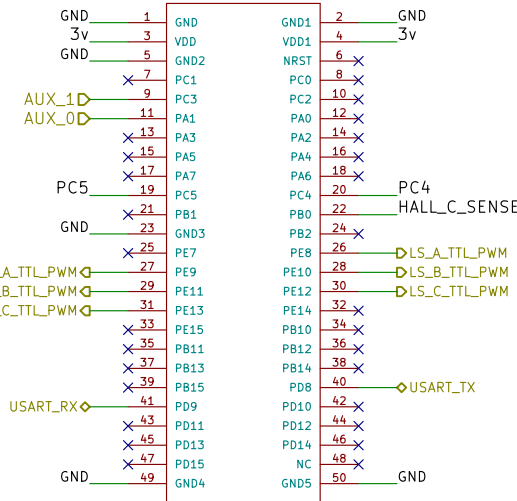 GND 1 GND GND1 2 GND
3v 3 VDD VDD1 4 3v
GND 5 GND2 NRST 6
7 PC1 PC0 8
AUX_1 9 PC3 PC2 10
AUX_0 11 PA1 PA0 12
13 PA3 PA2 14
15 PA5 PA4 16
17 PA7 PA6 18
PC5 19 PC5 PC4 20 PC4
21 PB1 PB0 22 HALL_C_SENSE
GND 23 GND3 PB2 24
25 PE7 PE8 26 LS_A_TTL_PWM
_A_TTL_PWM 27 PE9 PE10 28 LS_B_TTL_PWM
_B_TTL_PWM 29 PE11 PE12 30 LS_C_TTL_PWM
_C_TTL_PWM 31 PE13 PE14 32
33 PE15 PB10 34
35 PB11 PB12 36
37 PB13 PB14 38
39 PB15 PD8 40 USART_TX
USART_RX 41 PD9 PD10 42
43 PD11 PD12 44
45 PD13 PD14 46
47 PD15 NC 48
GND 49 GND4 GND5 50 GND